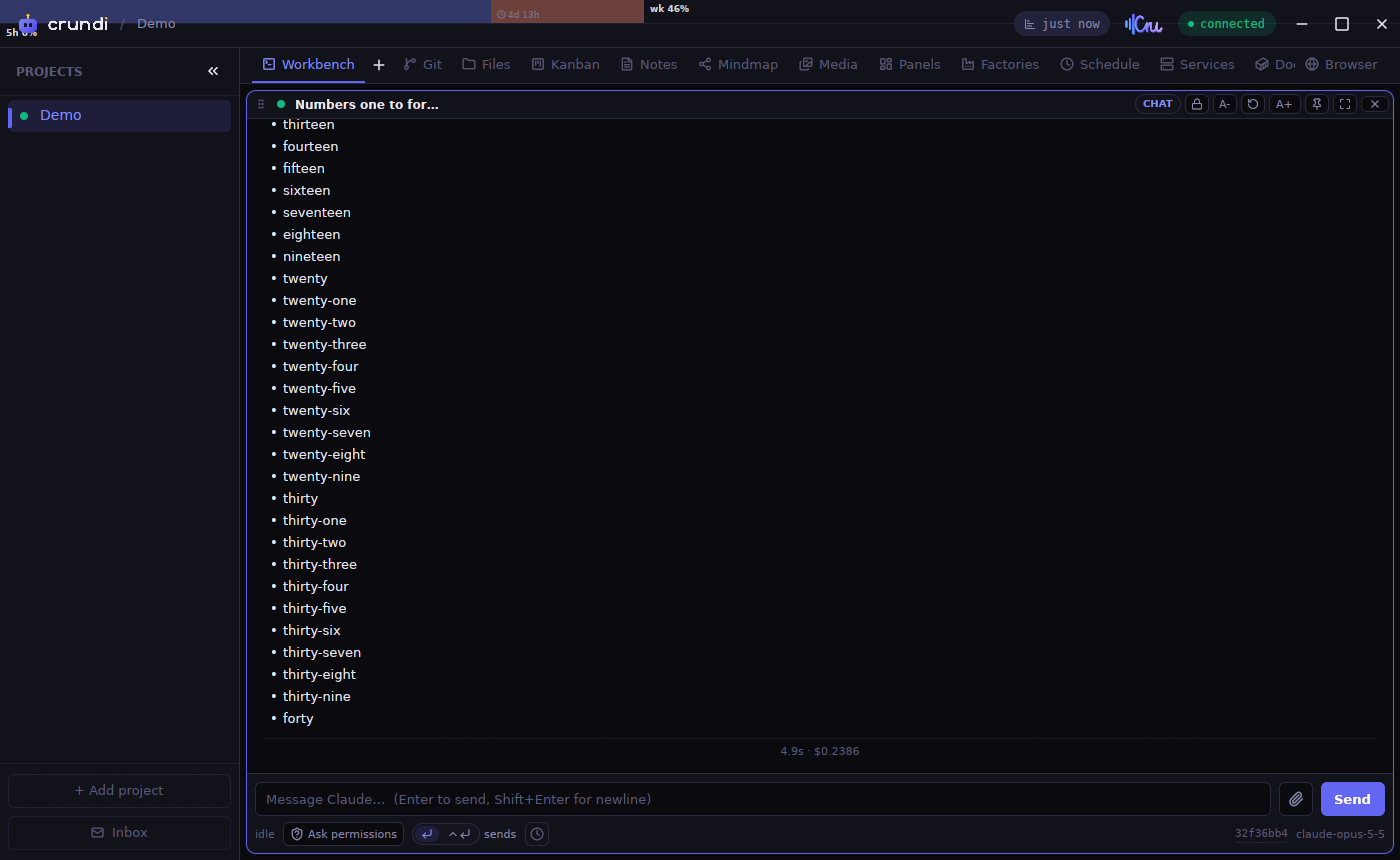 4d 13h
wk 46%
5h 6%
crundi / Demo
just now
Cru
connected
PROJECTS
Workbench
Git
Files
Kanban
Notes
Mindmap
Media
Panels
Factories
Schedule
Services
Doc
Browser
Demo
Numbers one to for…
CHAT
A-
A+
• thirteen
• fourteen
• fifteen
• sixteen
• seventeen
• eighteen
• nineteen
• twenty
• twenty-one
• twenty-two
• twenty-three
• twenty-four
• twenty-five
• twenty-six
• twenty-seven
• twenty-eight
• twenty-nine
• thirty
• thirty-one
• thirty-two
• thirty-three
• thirty-four
• thirty-five
• thirty-six
• thirty-seven
• thirty-eight
• thirty-nine
• forty
4.9s · $0.2386
+ Add project
Inbox
Message Claude… (Enter to send, Shift+Enter for newline)
Send
idle
Ask permissions
sends
32f36bb4
claude-opus-5-5